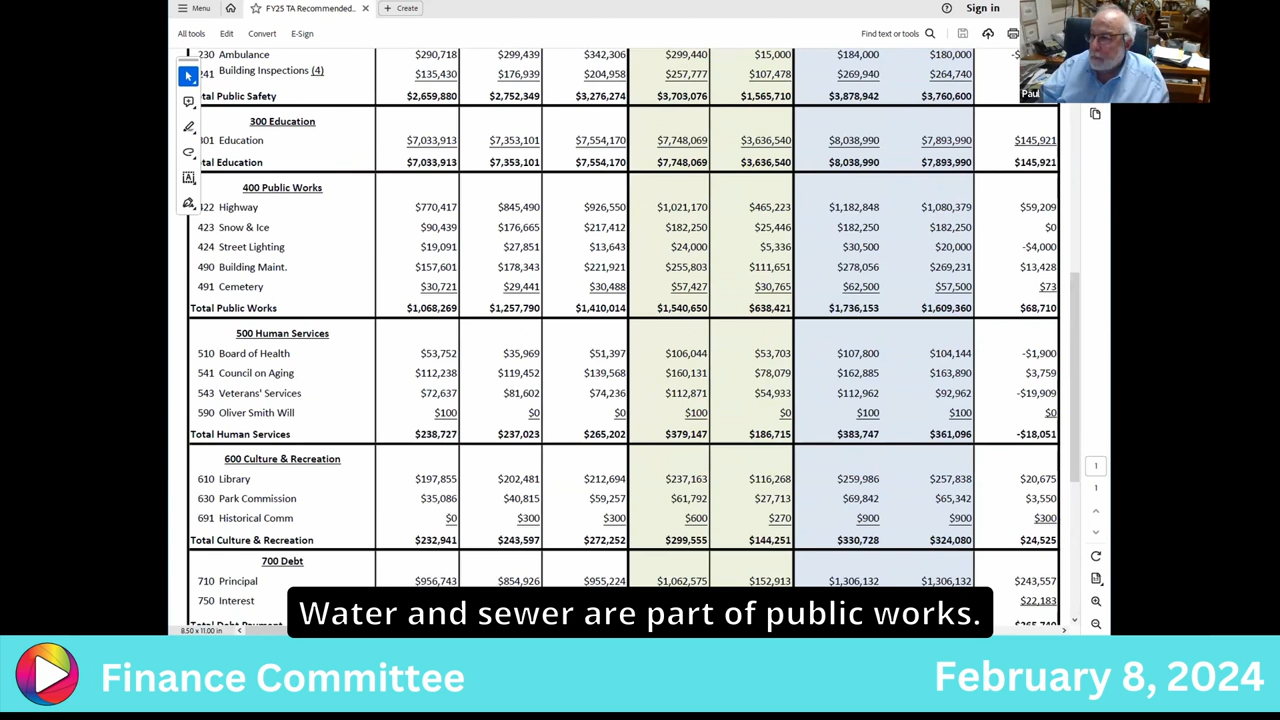 Menu
FY25 TA Recommended..
Create
Sign in
All tools
Edit
Convert
E-Sign
Find text or tools
230 Ambulance $290,718 $299,439 $342,306 $299,440 $15,000 $184,000 $180,000
241 Building Inspections (4) $135,430 $176,939 $204,958 $257,777 $107,478 $269,940 $264,740
Paul
Total Public Safety $2,659,880 $2,752,349 $3,276,274 $3,703,076 $1,565,710 $3,878,942 $3,760,600
300 Education
301 Education $7,033,913 $7,353,101 $7,554,170 $7,748,069 $3,636,540 $8,038,990 $7,893,990 $145,921
Total Education $7,033,913 $7,353,101 $7,554,170 $7,748,069 $3,636,540 $8,038,990 $7,893,990 $145,921
400 Public Works
422 Highway $770,417 $845,490 $926,550 $1,021,170 $465,223 $1,182,848 $1,080,379 $59,209
423 Snow & Ice $90,439 $176,665 $217,412 $182,250 $25,446 $182,250 $182,250 $0
424 Street Lighting $19,091 $27,851 $13,643 $24,000 $5,336 $30,500 $20,000 -$4,000
490 Building Maint. $157,601 $178,343 $221,921 $255,803 $111,651 $278,056 $269,231 $13,428
491 Cemetery $30,721 $29,441 $30,488 $57,427 $30,765 $62,500 $57,500 $73
Total Public Works $1,068,269 $1,257,790 $1,410,014 $1,540,650 $638,421 $1,736,153 $1,609,360 $68,710
500 Human Services
510 Board of Health $53,752 $35,969 $51,397 $106,044 $53,703 $107,800 $104,144 -$1,900
541 Council on Aging $112,238 $119,452 $139,568 $160,131 $78,079 $162,885 $163,890 $3,759
543 Veterans' Services $72,637 $81,602 $74,236 $112,871 $54,933 $112,962 $92,962 -$19,909
590 Oliver Smith Will $100 $0 $0 $100 $0 $100 $100 $0
Total Human Services $238,727 $237,023 $265,202 $379,147 $186,715 $383,747 $361,096 -$18,051
600 Culture & Recreation
610 Library $197,855 $202,481 $212,694 $237,163 $116,268 $259,986 $257,838 $20,675
1
630 Park Commission $35,086 $40,815 $59,257 $61,792 $27,713 $69,842 $65,342 $3,550
1
691 Historical Comm $0 $300 $300 $600 $270 $900 $900 $300
Total Culture & Recreation $232,941 $243,597 $272,252 $299,555 $144,251 $330,728 $324,080 $24,525
700 Debt
710 Principal $956,743 $854,926 $955,224 $1,062,575 $152,913 $1,306,132 $1,306,132 $243,557
750 Interest $22,183
Water and sewer are part of public works.
8.50 x 11.00 in
Finance Committee
February 8, 2024